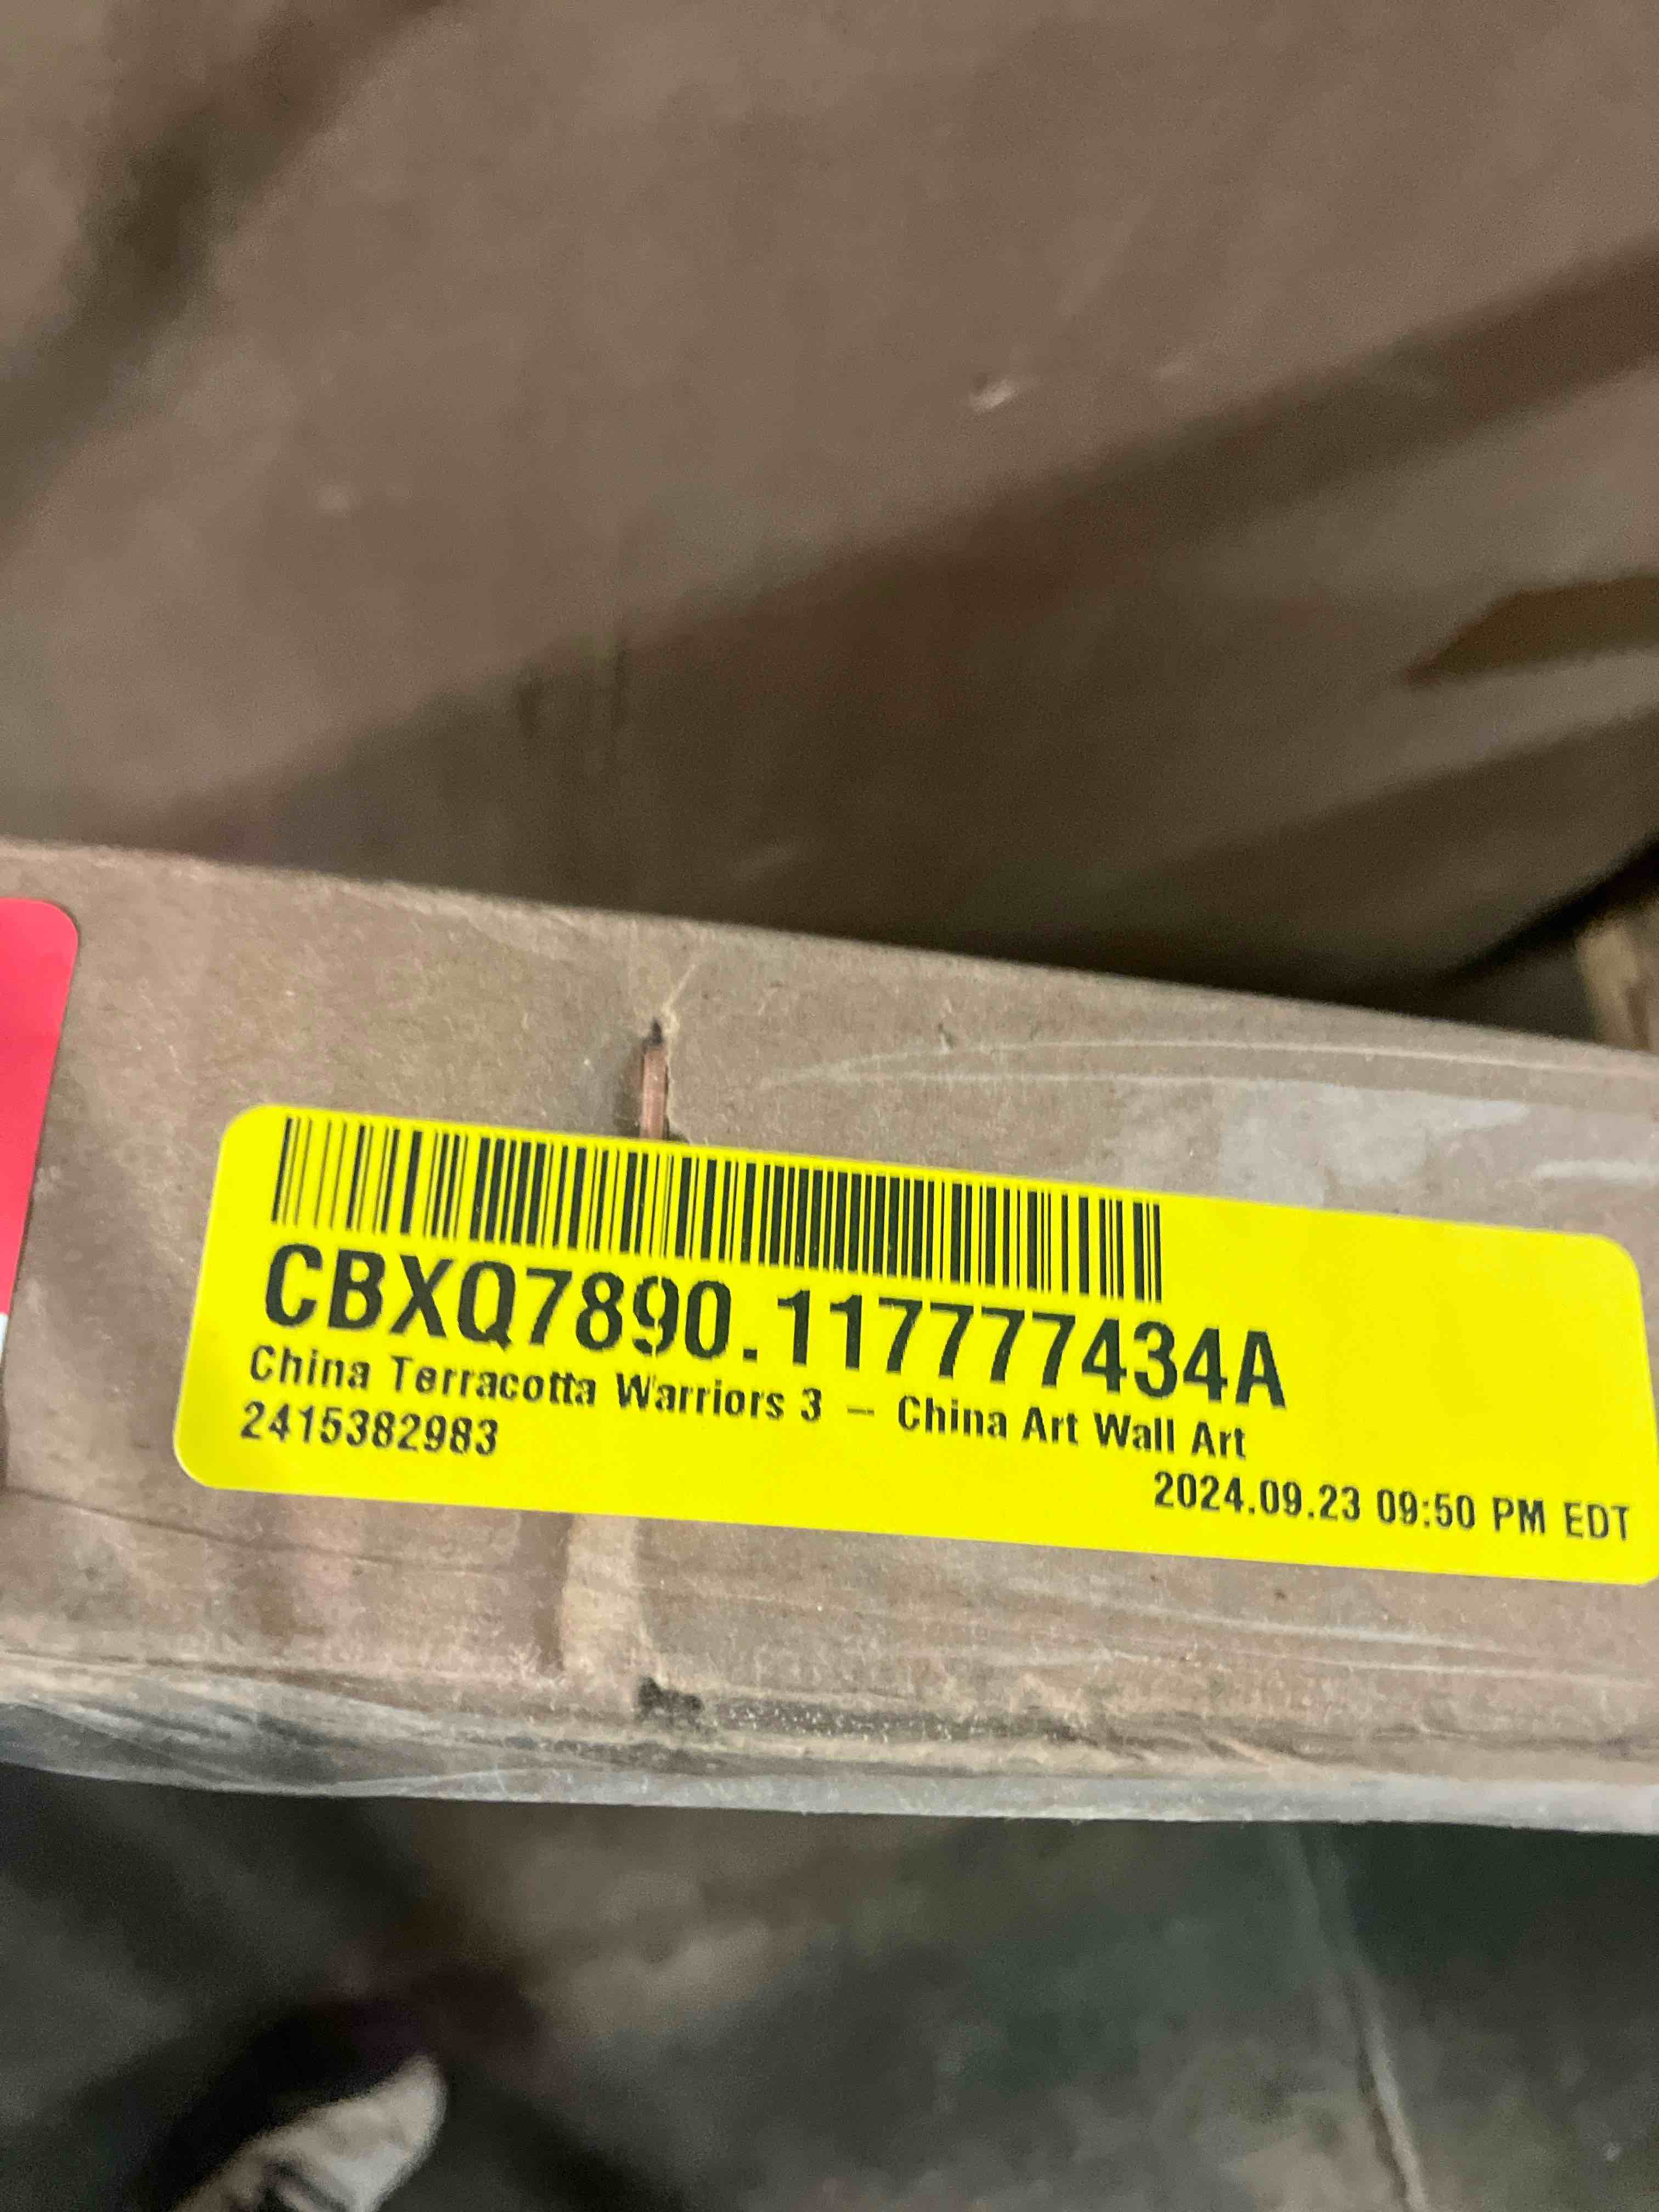 CBXQ7890.117777434A
China Terracotta Warriors 3 – China Art Wall Art
2415382983
2024.09.23 09:50 PM EDT